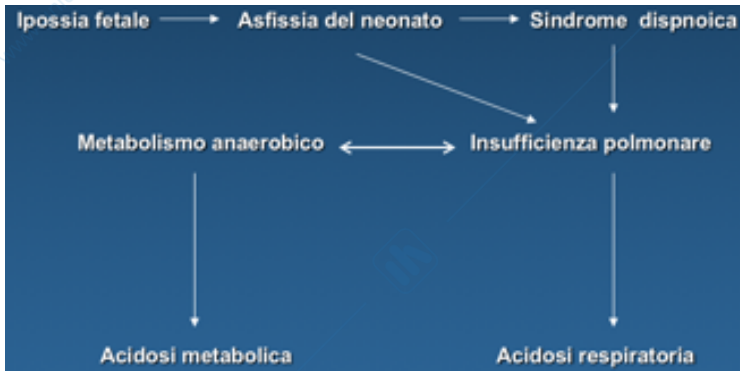 Ipossia fetale Asfissia del neonato Sindrome dispnoica
Metabolismo anaerobico Insufficienza polmonare
Acidosi metabolica Acidosi respiratoria